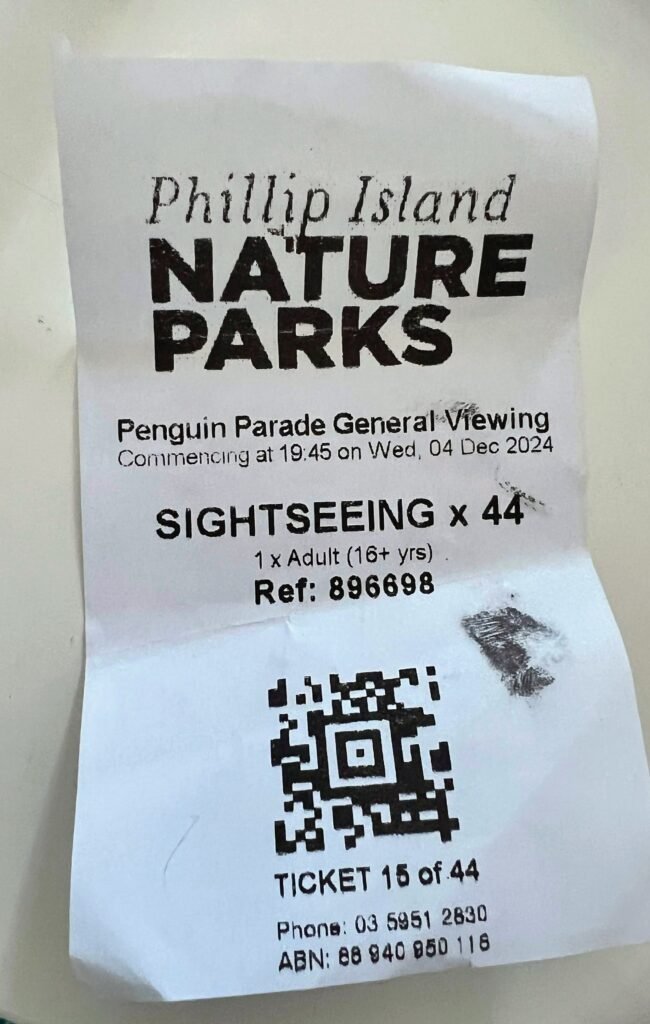 Phillip Island
NATURE
PARKS
Penguin Parade General Viewing
Commencing at 19:45 on Wed, 04 Dec 2024
SIGHTSEEING x 44
1 x Adult (16+ yrs)
Ref: 896698
TICKET 15 of 44
Phone: 03 5951 2830
ABN: 88 940 950 118